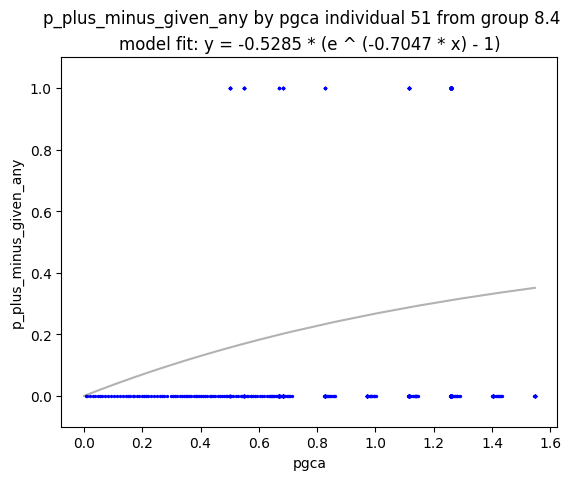 p_plus_minus_given_any by pgca individual 51 from group 8.4
model fit: y = -0.5285 * (e ^ (-0.7047 * x) - 1)
1.0
0.8
0.6
0.4
0.2
0.0
p_plus_minus_given_any
0.0 0.2 0.4 0.6 0.8 1.0 1.2 1.4 1.6
pgca